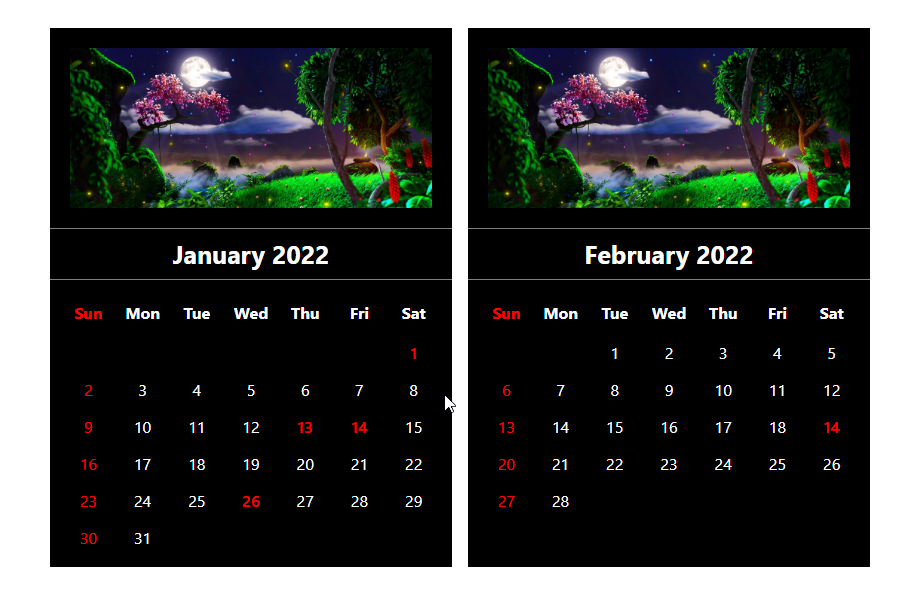 January 2022
Sun Mon Tue Wed Thu Fri Sat
1
2 3 4 5 6 7 8
9 10 11 12 13 14 15
16 17 18 19 20 21 22
23 24 25 26 27 28 29
30 31
February 2022
Sun Mon Tue Wed Thu Fri Sat
1 2 3 4 5
6 7 8 9 10 11 12
13 14 15 16 17 18 14
20 21 22 23 24 25 26
27 28